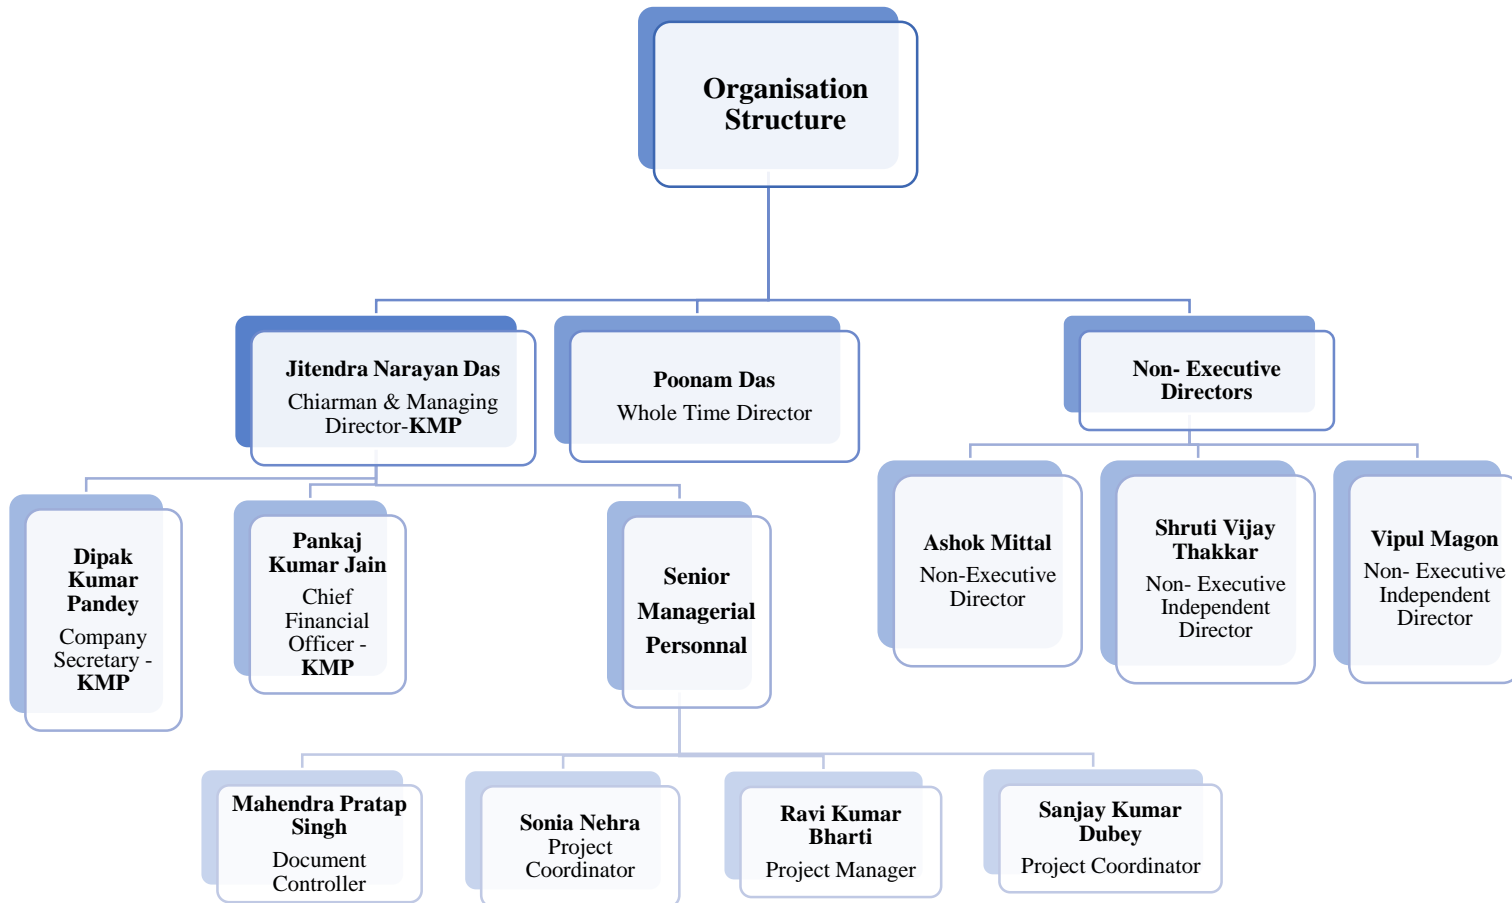 Organisation
Structure
Jitendra Narayan Das
Chiarman & Managing
Director-KMP
Poonam Das
Whole Time Director
Non- Executive
Directors
Dipak
Kumar
Pandey
Company
Secretary -
KMP
Pankaj
Kumar Jain
Chief
Financial
Officer -
KMP
Senior
Managerial
Personnal
Ashok Mittal
Non-Executive
Director
Shruti Vijay
Thakkar
Non- Executive
Independent
Director
Vipul Magon
Non- Executive
Independent
Director
Mahendra Pratap
Singh
Document
Controller
Sonia Nehra
Project
Coordinator
Ravi Kumar
Bharti
Project Manager
Sanjay Kumar
Dubey
Project Coordinator